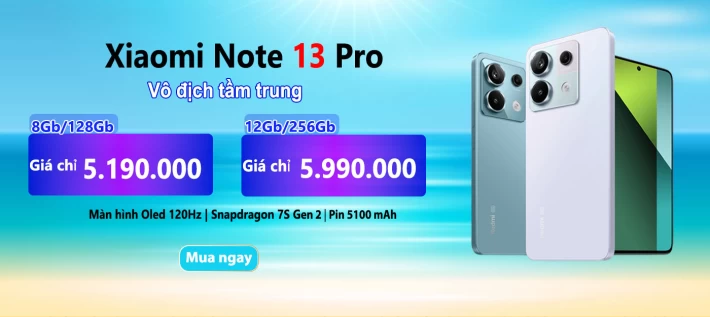 Xiaomi Note 13 Pro
Vô địch tầm trung
8Gb/128Gb
Giá chỉ 5.190.000
12Gb/256Gb
Giá chỉ 5.990.000
Màn hình Oled 120Hz | Snapdragon 7S Gen 2 | Pin 5100 mAh
Mua ngay